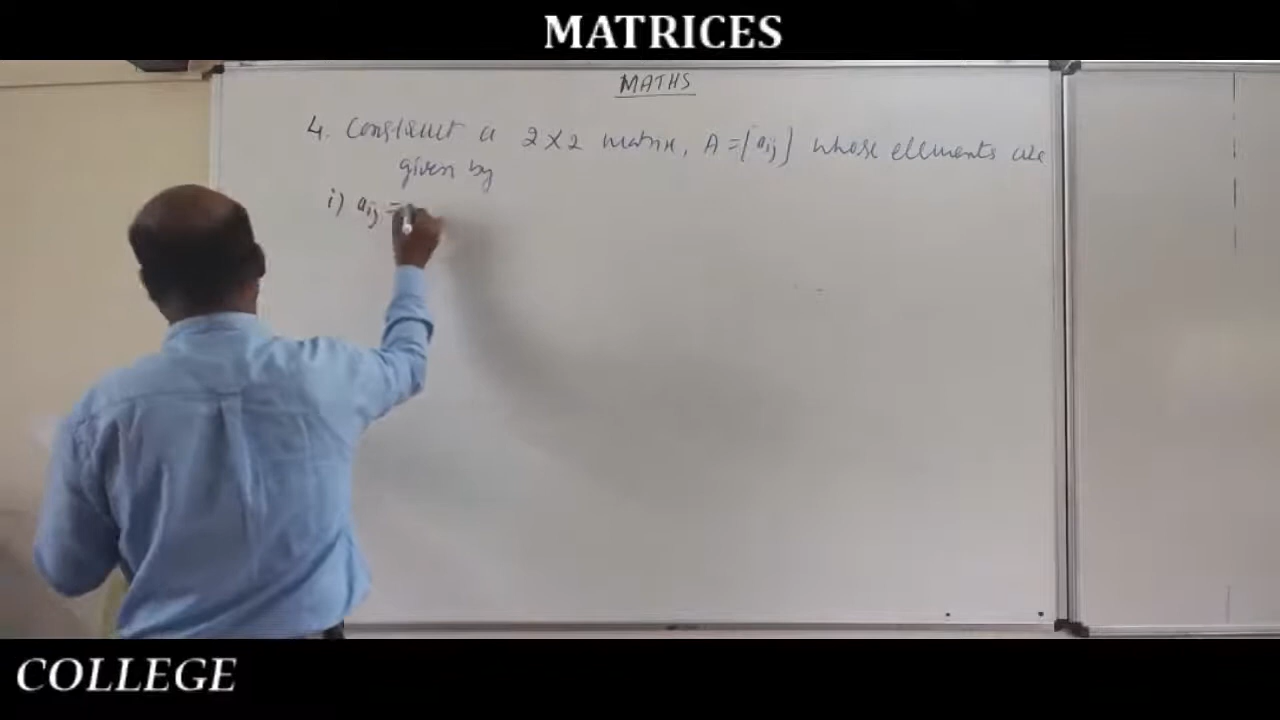 MATRICES
MATHS
4. Construct a 2 X 2 matrix, A = [aij] whose elements are
given by
i) aij =
COLLEGE